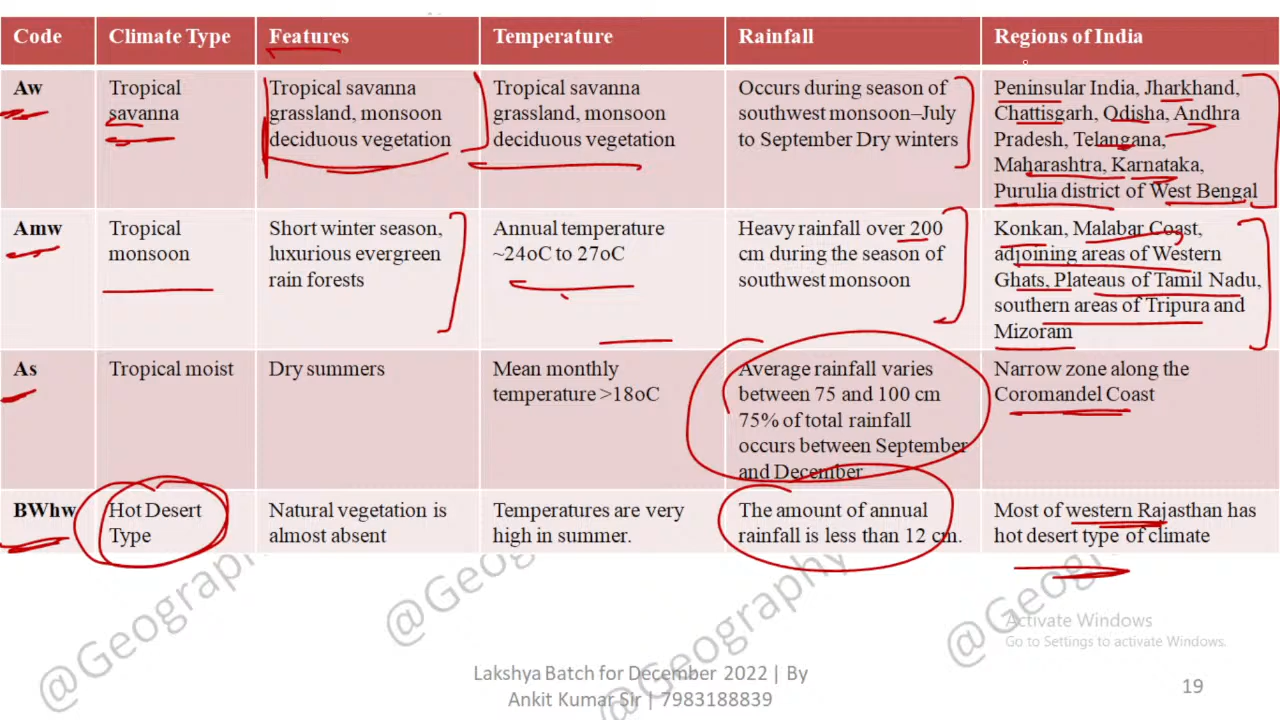 Code Climate Type Features Temperature Rainfall Regions of India
Aw
Tropical
savanna
Tropical savanna
grassland, monsoon
deciduous vegetation
Tropical savanna
grassland, monsoon
deciduous vegetation
Occurs during season of
southwest monsoon–July
to September Dry winters
Peninsular India, Jharkhand,
Chattisgarh, Odisha, Andhra
Pradesh, Telangana,
Maharashtra, Karnataka,
Purulia district of West Bengal
Amw
Tropical
monsoon
Short winter season,
luxurious evergreen
rain forests
Annual temperature
~24oC to 27oC
Heavy rainfall over 200
cm during the season of
southwest monsoon
Konkan, Malabar Coast,
adjoining areas of Western
Ghats, Plateaus of Tamil Nadu,
southern areas of Tripura and
Mizoram
As
Tropical moist
Dry summers
Mean monthly
temperature >18oC
Average rainfall varies
between 75 and 100 cm
75% of total rainfall
occurs between September
and December
Narrow zone along the
Coromandel Coast
BWhw
Hot Desert
Type
Natural vegetation is
almost absent
Temperatures are very
high in summer.
The amount of annual
rainfall is less than 12 cm.
Most of western Rajasthan has
hot desert type of climate
@Geography
@Geo
@Geography
@Geog
Activate Windows
Go to Settings to activate Windows.
Lakshya Batch for December 2022 | By
Ankit Kumar Sir | 7983188839
19